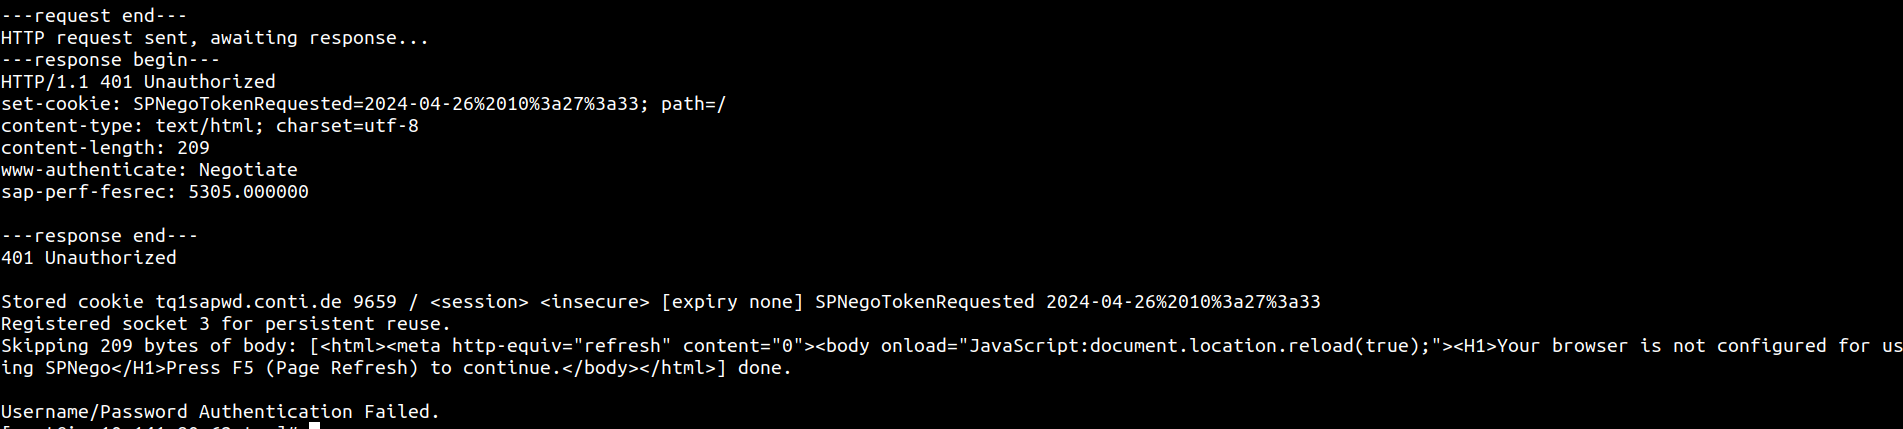 ---request end---
HTTP request sent, awaiting response...
---response begin---
HTTP/1.1 401 Unauthorized
set-cookie: SPNegoTokenRequested=2024-04-26%2010%3a27%3a33; path=/
content-type: text/html; charset=utf-8
content-length: 209
www-authenticate: Negotiate
sap-perf-fesrec: 5305.000000
---response end---
401 Unauthorized
Stored cookie tq1sapwd.conti.de 9659 / <session> <insecure> [expiry none] SPNegoTokenRequested 2024-04-26%2010%3a27%3a33
Registered socket 3 for persistent reuse.
Skipping 209 bytes of body: [<html><meta http-equiv="refresh" content="0"><body onload="JavaScript:document.location.reload(true);"><H1>Your browser is not configured for us
ing SPNego</H1>Press F5 (Page Refresh) to continue.</body></html>] done.
Username/Password Authentication Failed.